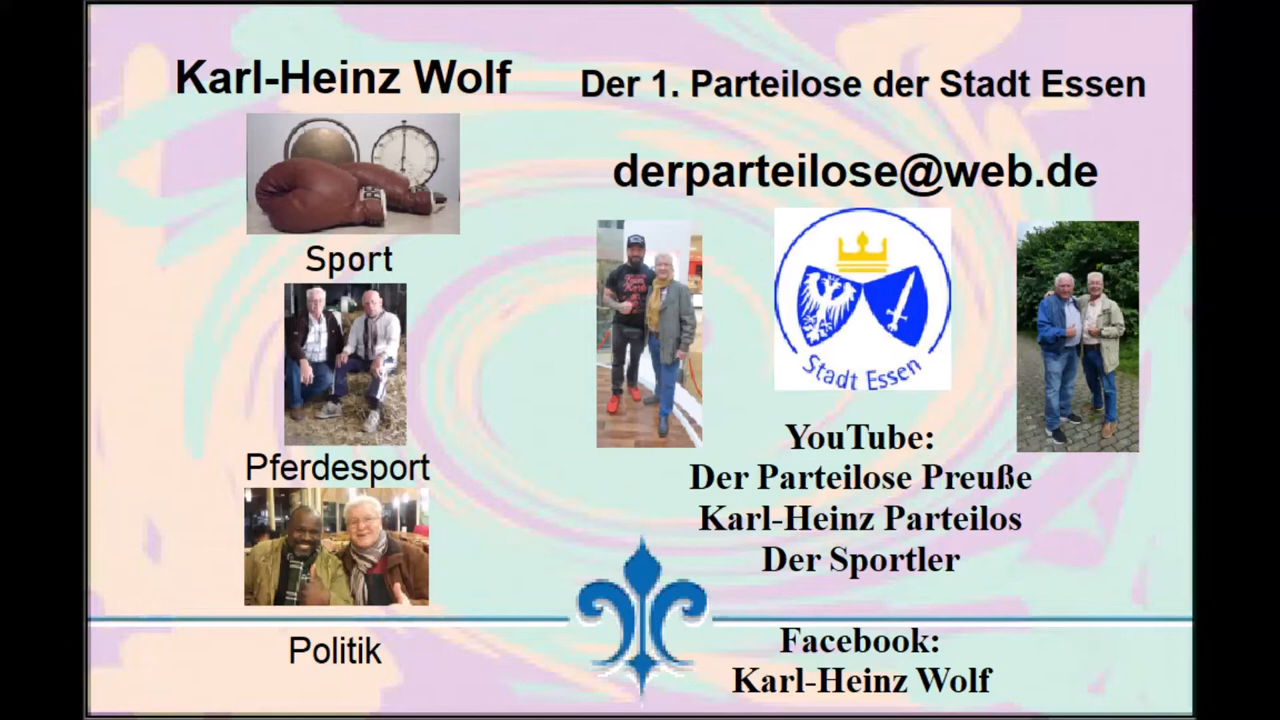 Karl-Heinz Wolf
Der 1. Parteilose der Stadt Essen
derparteilose@web.de
Sport
Pferdesport
Politik
Stadt Essen
YouTube:
Der Parteilose Preuße
Karl-Heinz Parteilos
Der Sportler
Facebook:
Karl-Heinz Wolf